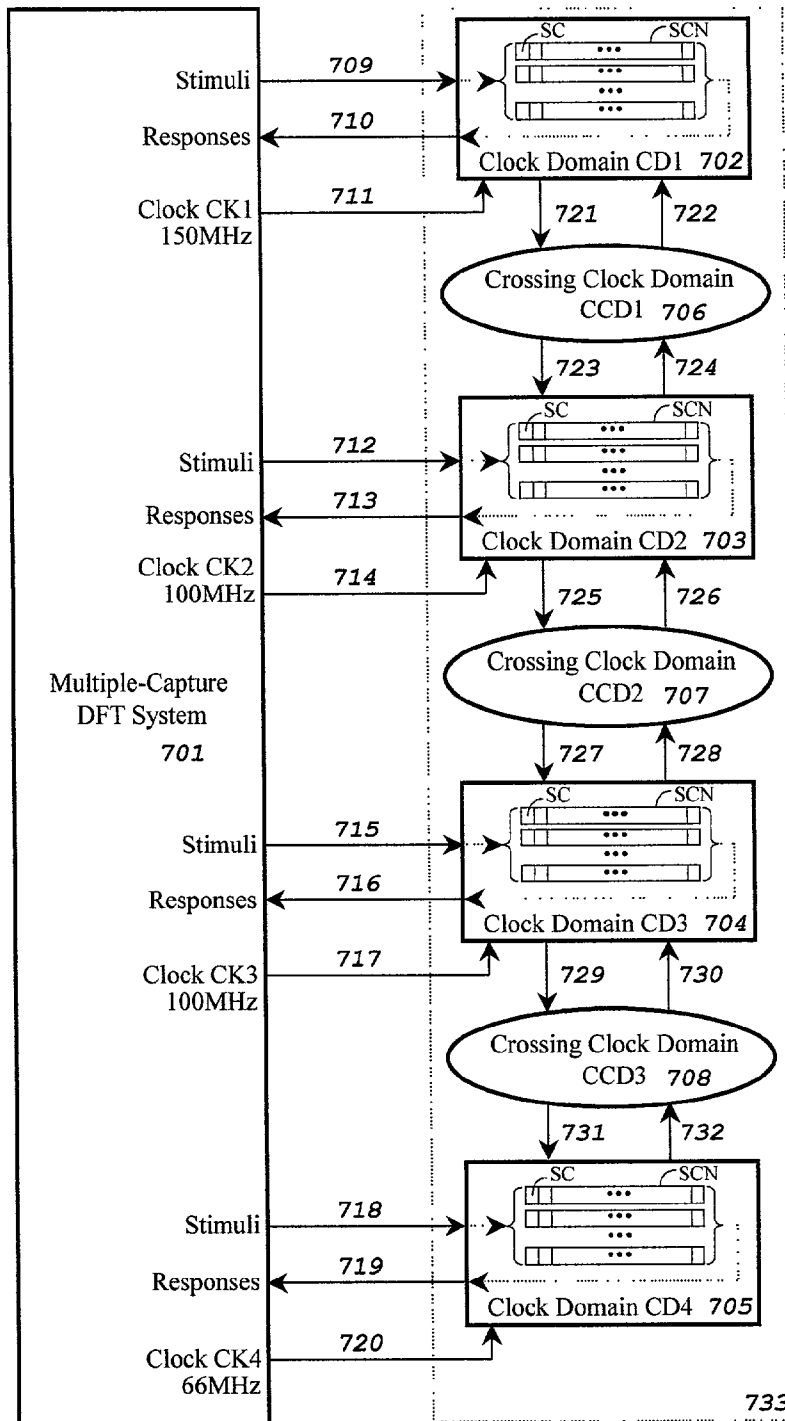 SC SCN
709
Stimuli
710
Responses
Clock Domain CD1 702
711
Clock CK1
150MHz
721 722
Crossing Clock Domain
CCD1 706
723 724
SC SCN
712
Stimuli
713
Responses
Clock Domain CD2 703
Clock CK2
714
100MHz
725 726
Crossing Clock Domain
CCD2 707
Multiple-Capture
DFT System
701
727 728
SC SCN
715
Stimuli
716
Responses
Clock Domain CD3 704
717
Clock CK3
100MHz
729 730
Crossing Clock Domain
CCD3 708
731 732
SC SCN
718
Stimuli
719
Responses
Clock Domain CD4 705
720
Clock CK4
66MHz
733